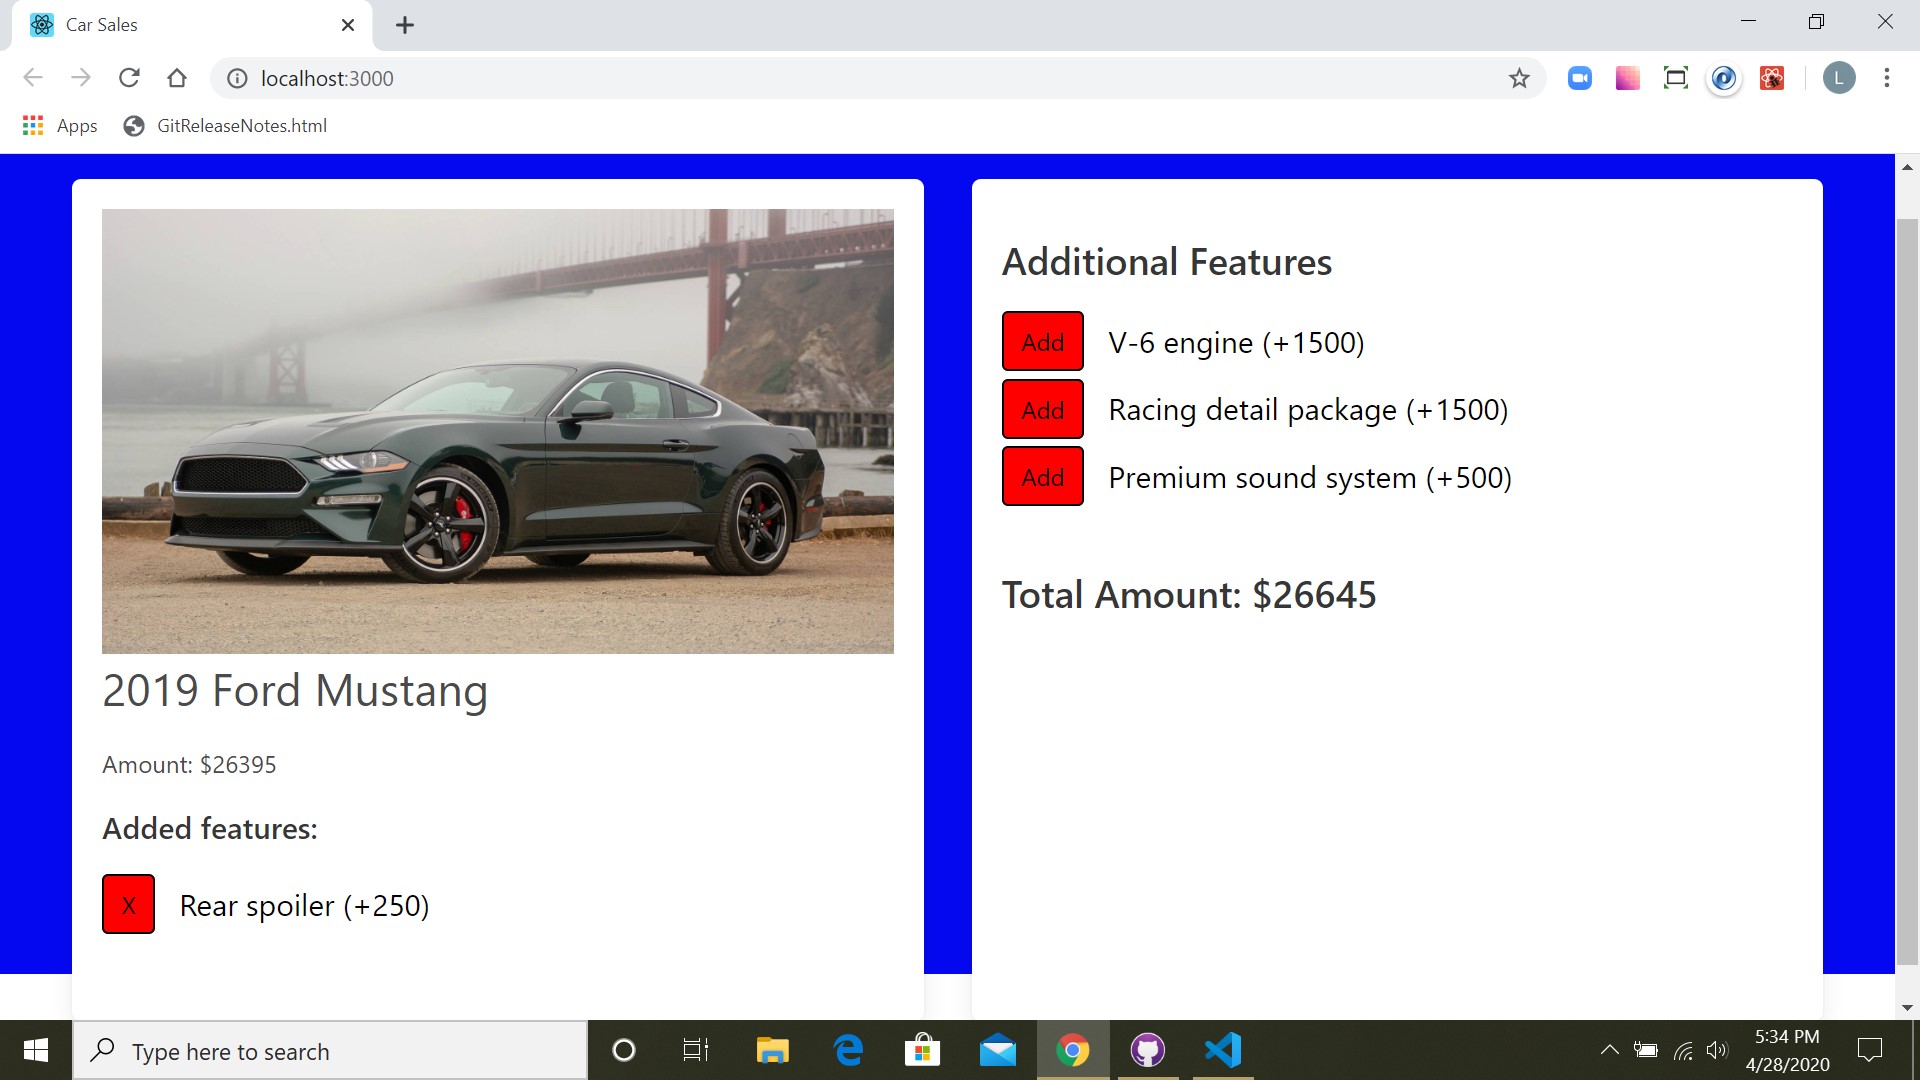 Car Sales
localhost:3000
L
Apps
GitReleaseNotes.html
2019 Ford Mustang
Amount: $26395
Added features:
X Rear spoiler (+250)
Additional Features
Add V-6 engine (+1500)
Add Racing detail package (+1500)
Add Premium sound system (+500)
Total Amount: $26645
Type here to search
5:34 PM
4/28/2020